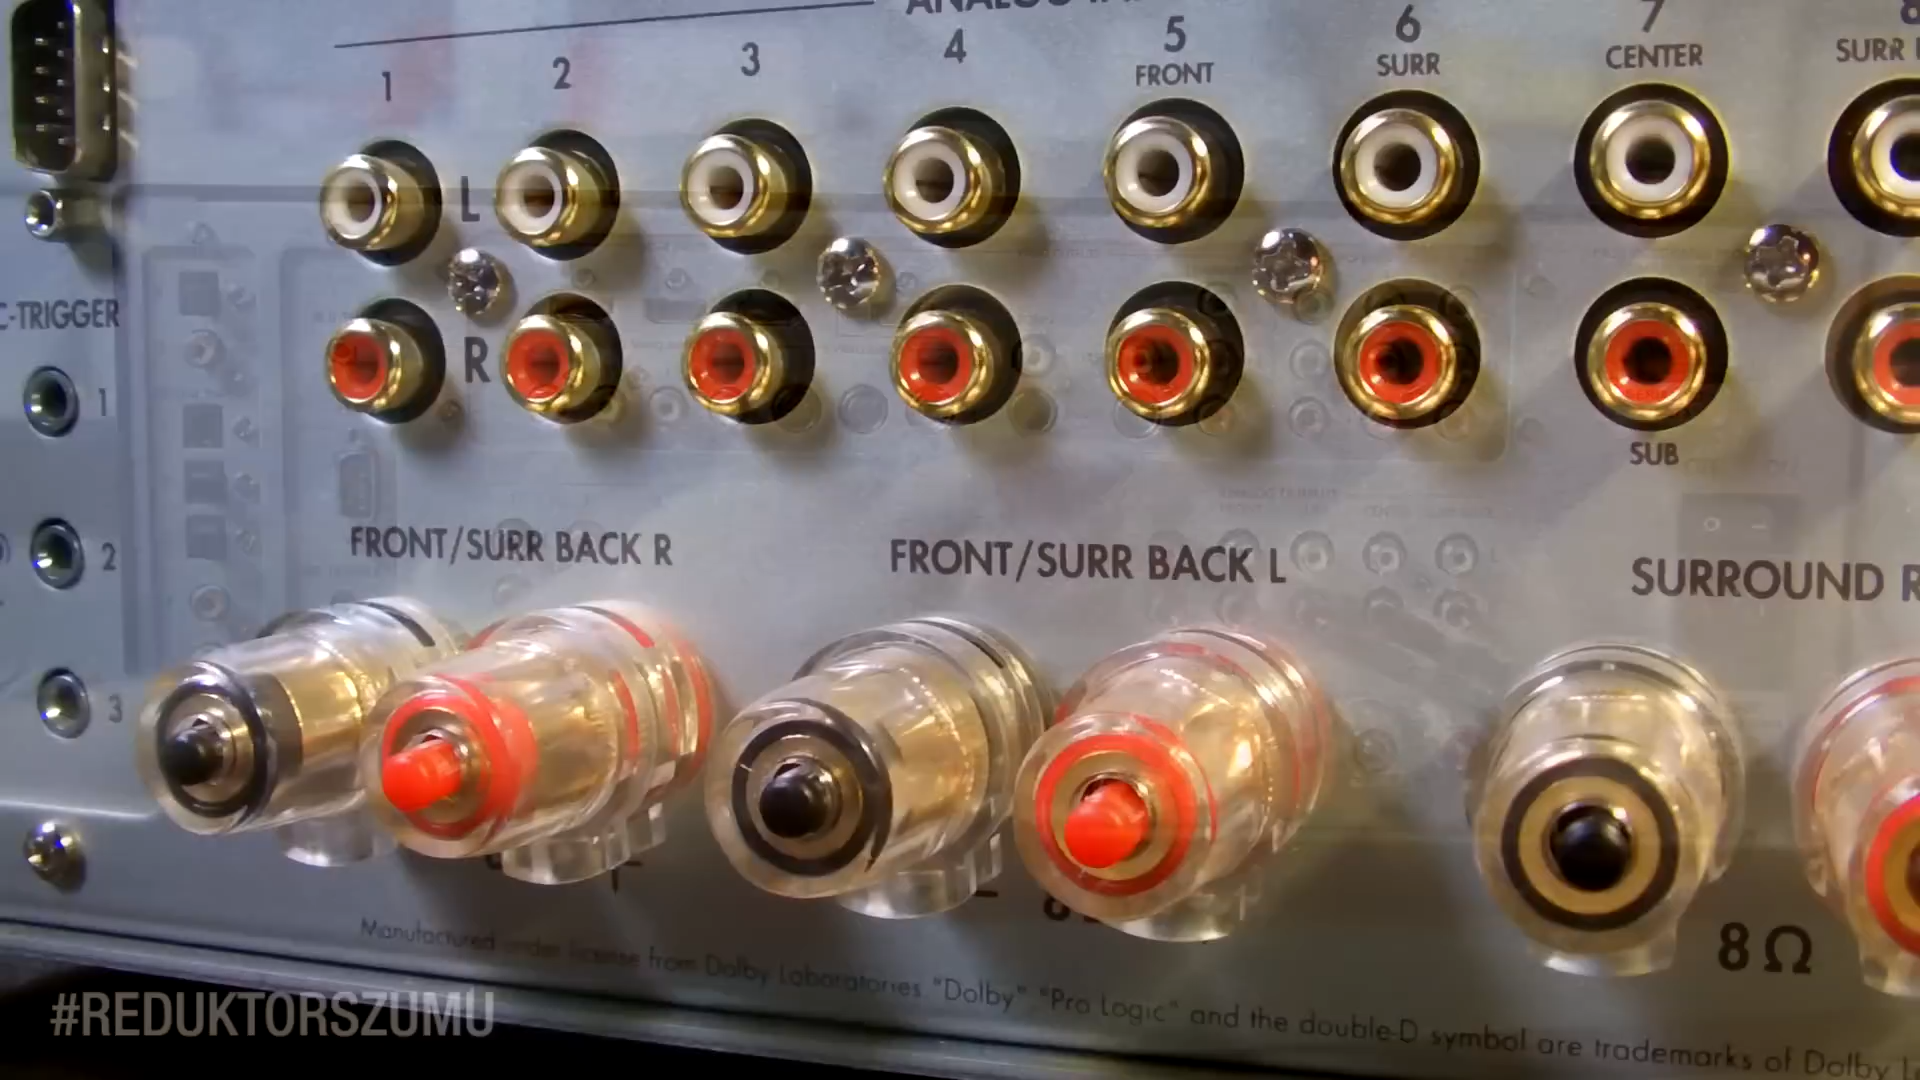 1 2 3 4 5 6 7 8
FRONT SURR CENTER SURR
L
R
C-TRIGGER
1
2
3
SUB
FRONT/SURR BACK R
FRONT/SURR BACK L
SURROUND R
8 Ω
Manufactured under license from Dolby Laboratories. "Dolby" "Pro Logic" and the double-D symbol are trademarks of Dolby
#REDUKTORSZUMU